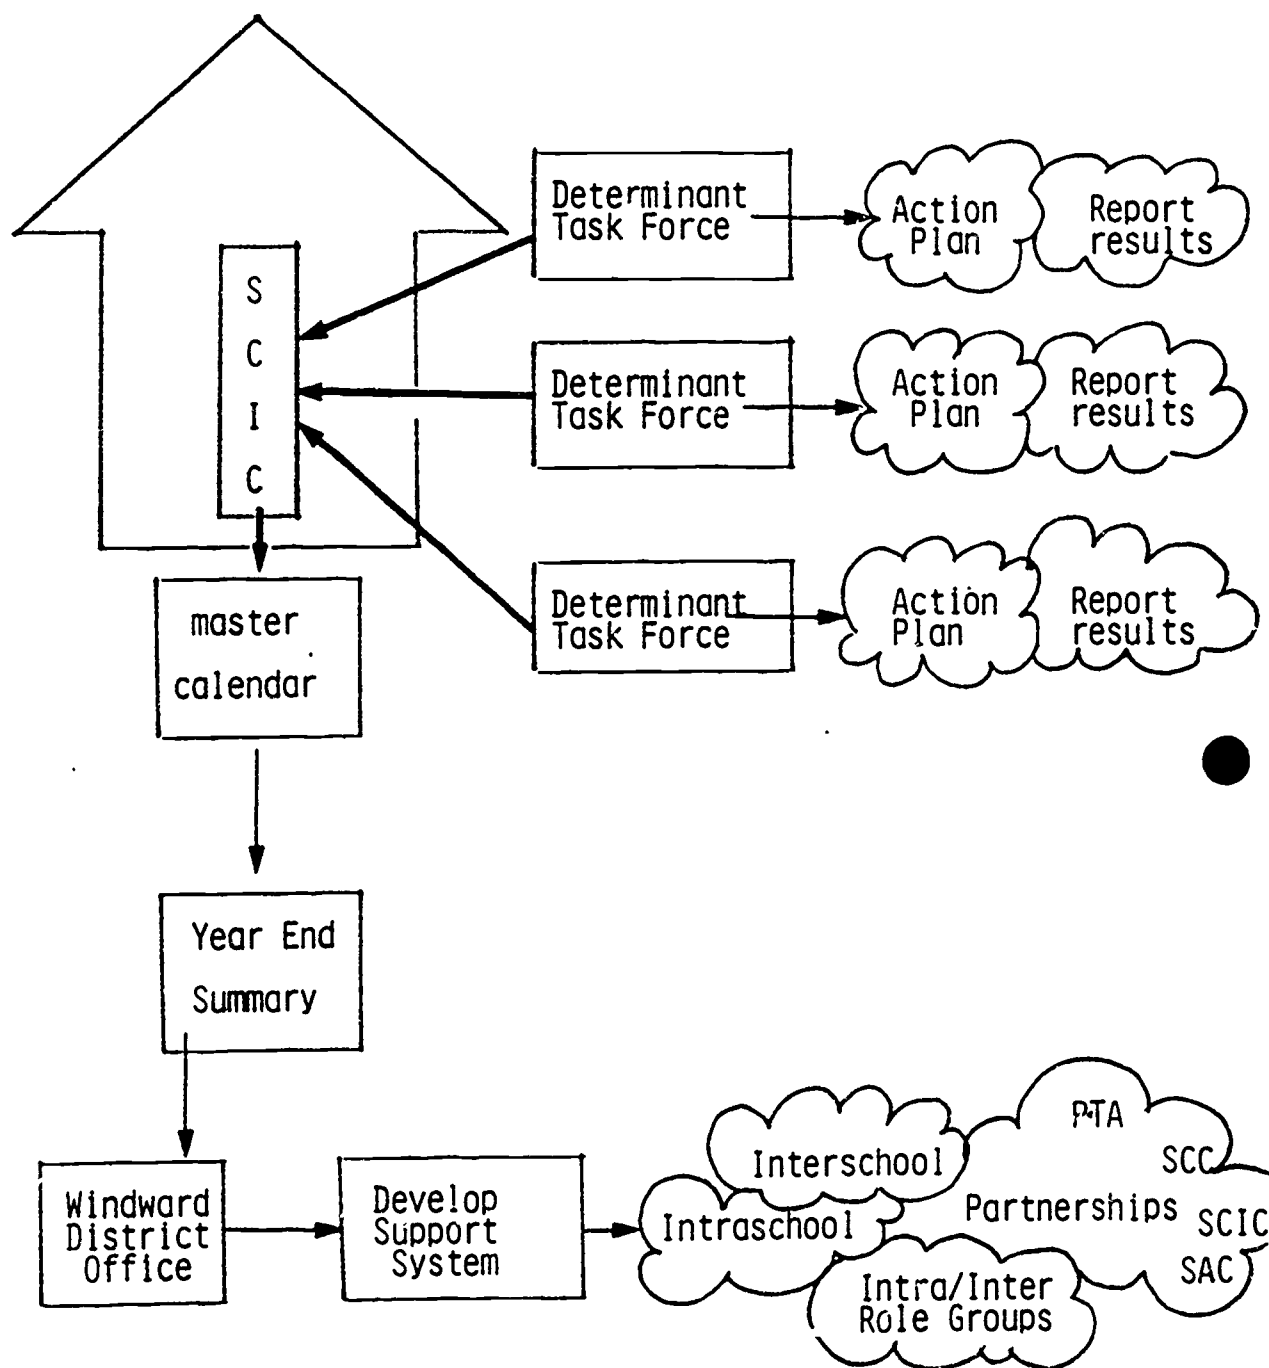 Determinant
Task Force
Action
Plan
Report
results
S
C
I
C
Determinant
Task Force
Action
Plan
Report
results
Determinant
Task Force
Action
Plan
Report
results
master
calendar
Year End
Summary
Windward
District
Office
Develop
Support
System
Interschool
Intraschool
PTA
SCC
Partnerships
SCIC
SAC
Intra/Inter
Role Groups